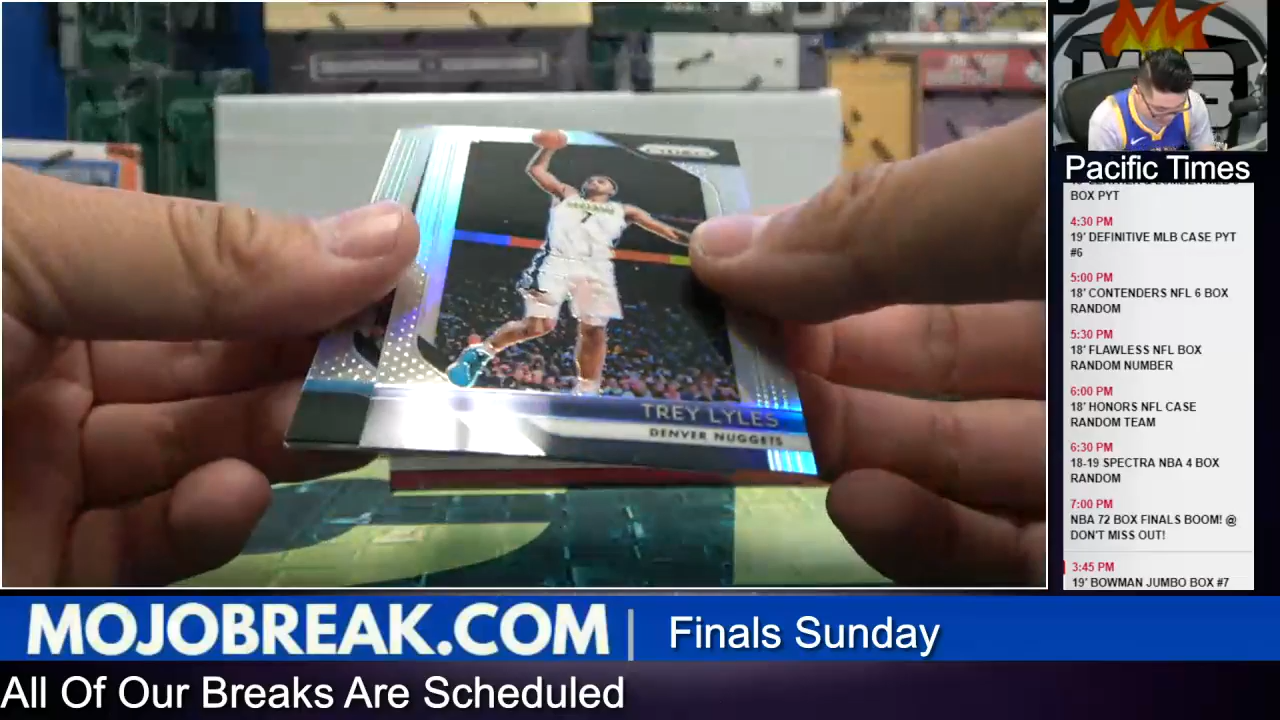 PRIZM
TREY LYLES
DENVER NUGGETS
7
Pacific Times
BOX PYT
4:30 PM
19' DEFINITIVE MLB CASE PYT
#6
5:00 PM
18' CONTENDERS NFL 6 BOX
RANDOM
5:30 PM
18' FLAWLESS NFL BOX
RANDOM NUMBER
6:00 PM
18' HONORS NFL CASE
RANDOM TEAM
6:30 PM
18-19 SPECTRA NBA 4 BOX
RANDOM
7:00 PM
NBA 72 BOX FINALS BOOM! @
DON'T MISS OUT!
3:45 PM
19' BOWMAN JUMBO BOX #7
MOJOBREAK.COM | Finals Sunday
All Of Our Breaks Are Scheduled